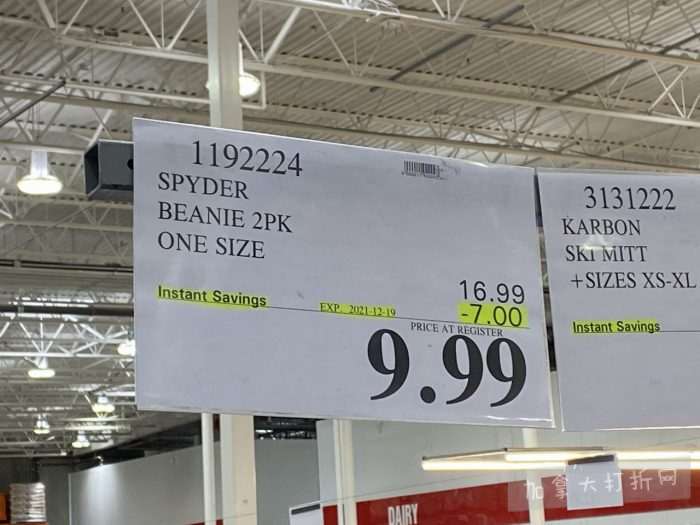 1192224
SPYDER
BEANIE 2PK
ONE SIZE
16.99
Instant Savings EXP. 2021-12-19 -7.00
PRICE AT REGISTER
9.99
3131222
KARBON
SKI MITT
+SIZES XS-XL
Instant Savings
DAIRY
加拿大打折网